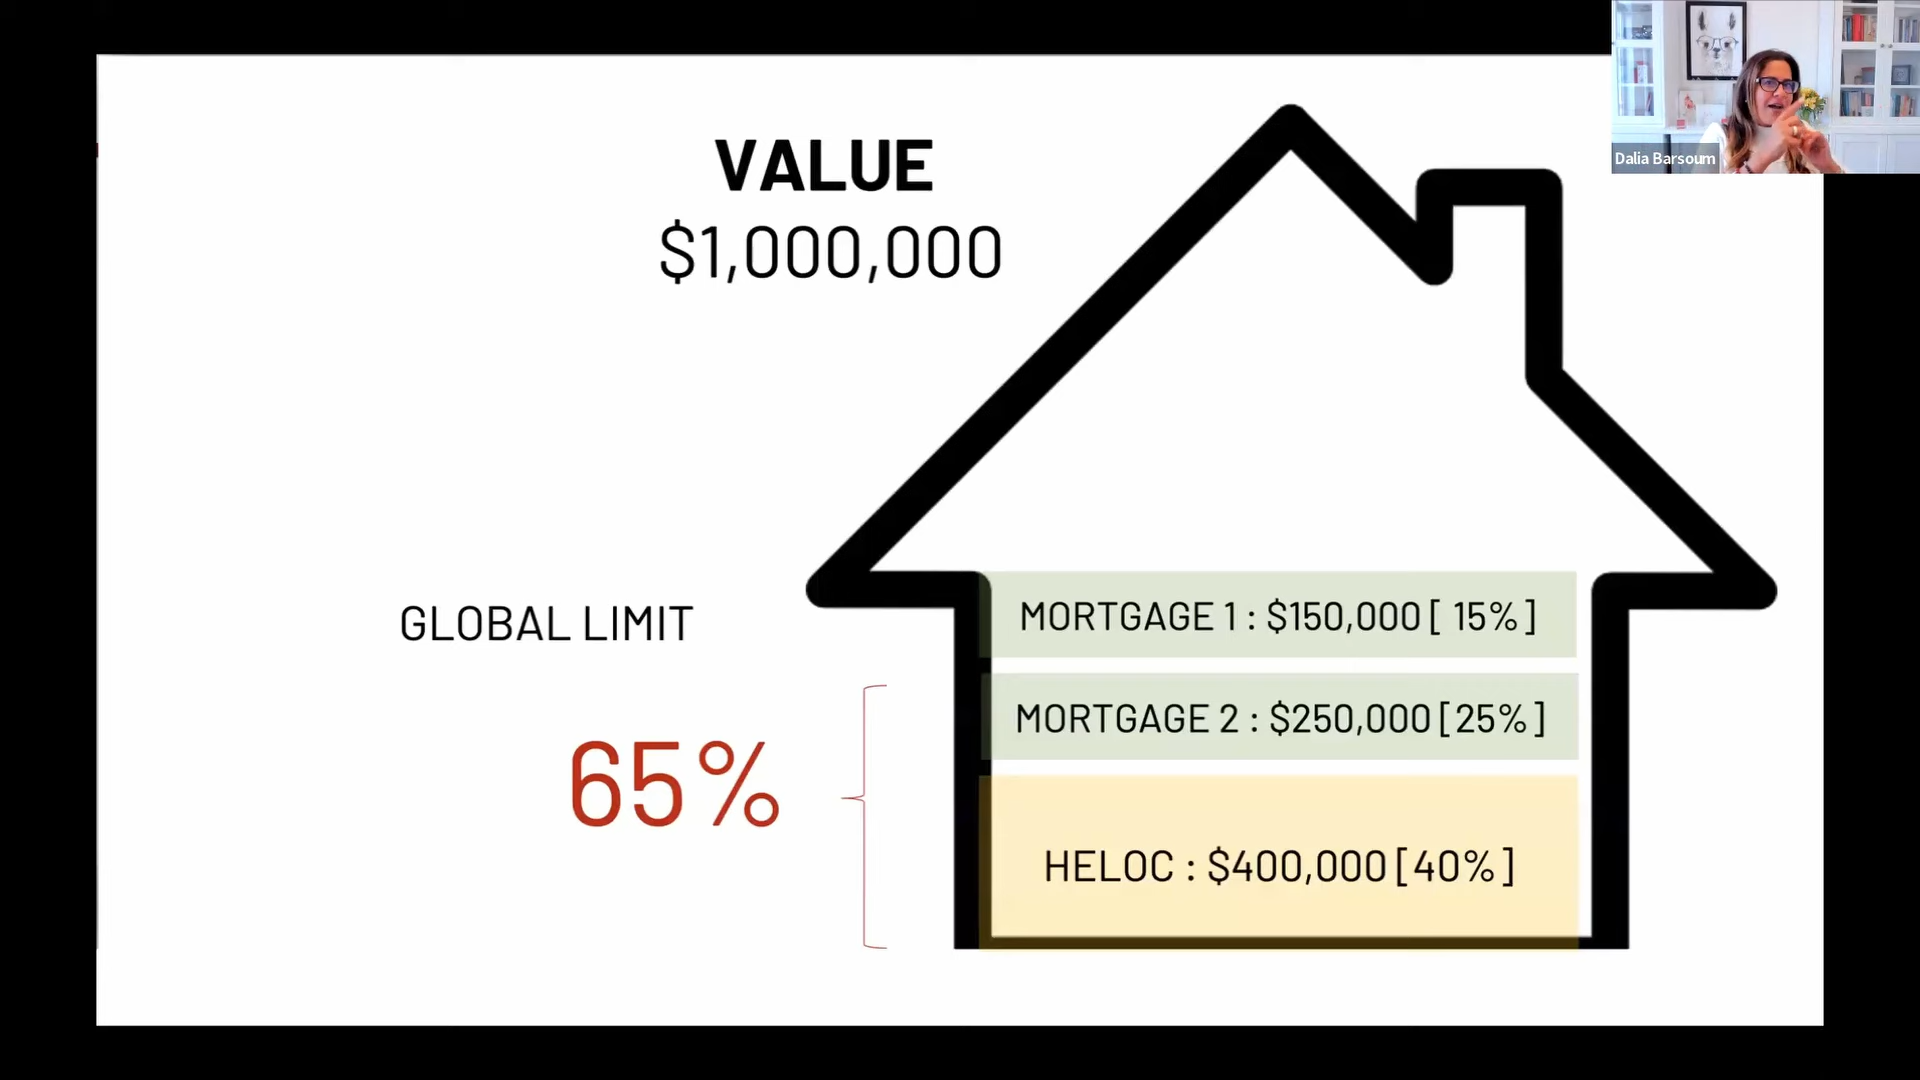 Dalia Barsoum
VALUE
$1,000,000
GLOBAL LIMIT
65%
MORTGAGE 1 : $150,000 [ 15% ]
MORTGAGE 2 : $250,000 [25% ]
HELOC : $400,000 [40% ]